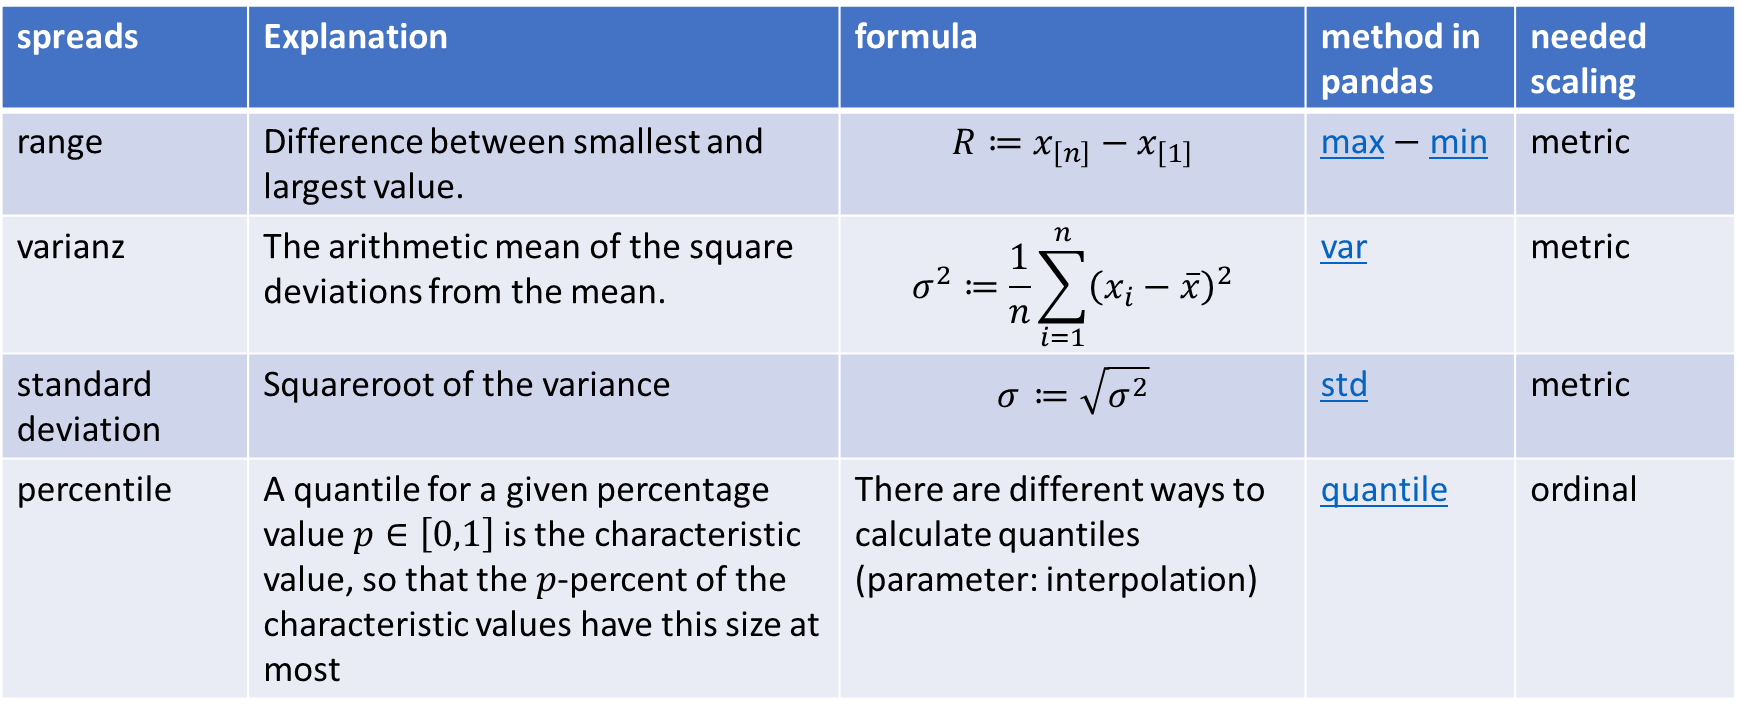 spreads
Explanation
formula
method in
pandas
needed
scaling
range
Difference between smallest and
largest value.
R ≔ x[n] − x[1]
max − min
metric
varianz
The arithmetic mean of the square
deviations from the mean.
σ² ≔ 1/n ∑ⁿᵢ₌₁ (xᵢ − x̄)²
var
metric
standard
deviation
Squareroot of the variance
σ ≔ √σ²
std
metric
percentile
A quantile for a given percentage
value p ∈ [0,1] is the characteristic
value, so that the p-percent of the
characteristic values have this size at
most
There are different ways to
calculate quantiles
(parameter: interpolation)
quantile
ordinal